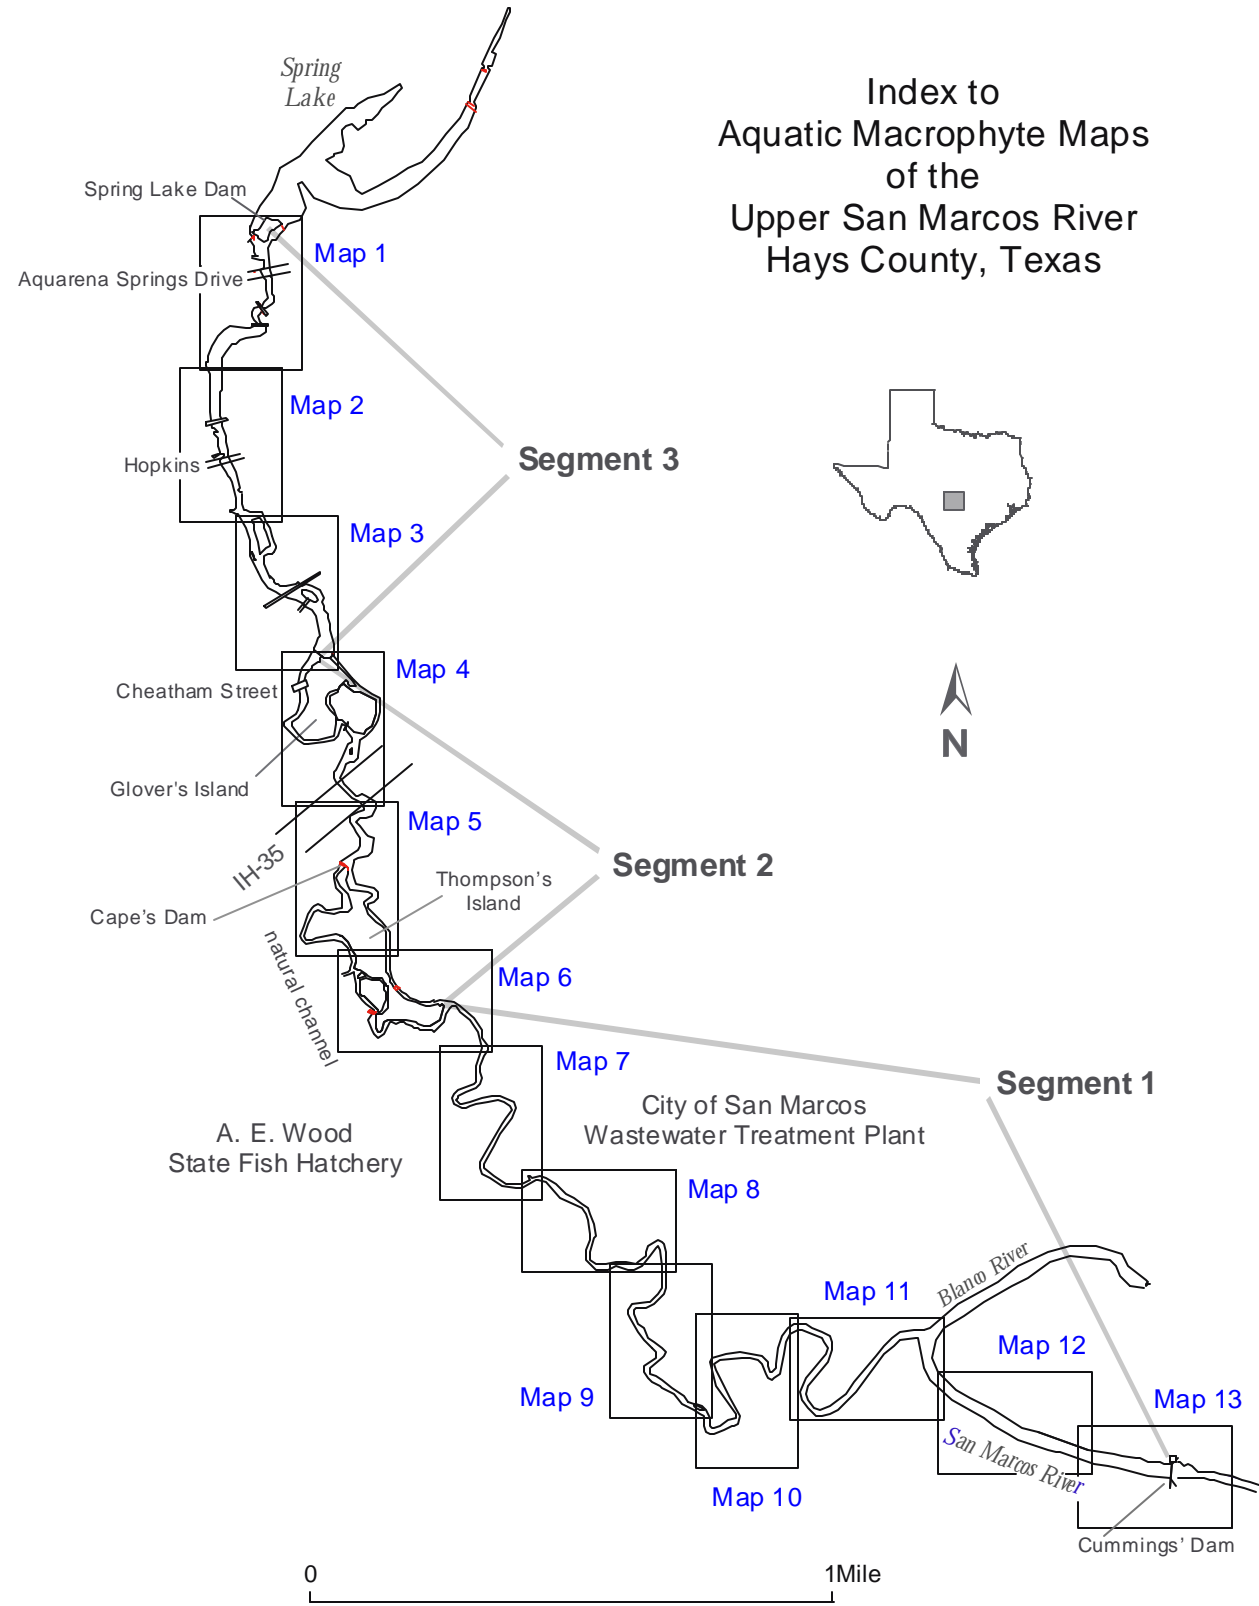 Spring
Lake
Index to
Aquatic Macrophyte Maps
of the
Upper San Marcos River
Hays County, Texas
Spring Lake Dam
Map 1
Aquarena Springs Drive
Map 2
Segment 3
Hopkins
Map 3
Map 4
Cheatham Street
N
Glover's Island
Map 5
IH-35
Segment 2
Thompson's
Island
Cape's Dam
natural channel
Map 6
Map 7
Segment 1
City of San Marcos
Wastewater Treatment Plant
A. E. Wood
State Fish Hatchery
Map 8
Blanco River
Map 11
Map 12
Map 9
Map 13
San Marcos River
Map 10
Cummings' Dam
0
1Mile